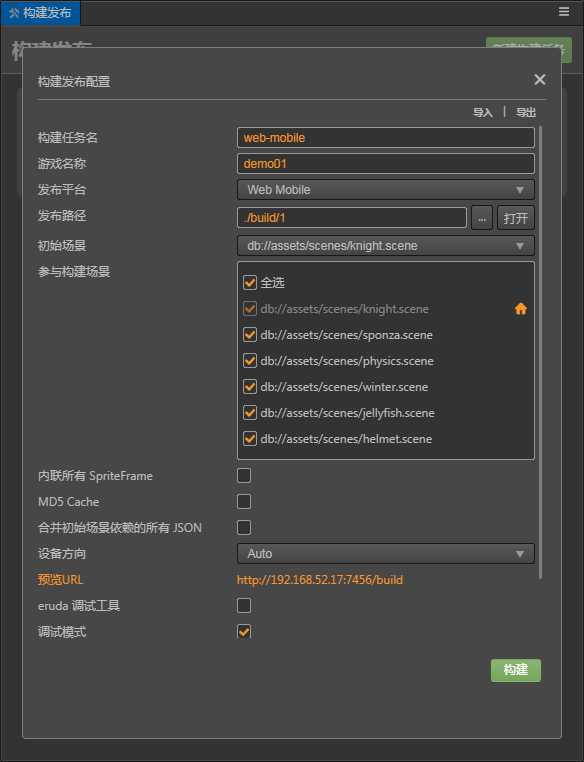 构建发布
构建发布
新建构建任务
构建发布配置
导入 | 导出
构建任务名 web-mobile
游戏名称 demo01
发布平台 Web Mobile
发布路径 ./build/1 ... 打开
初始场景 db://assets/scenes/knight.scene
参与构建场景
全选
db://assets/scenes/knight.scene
db://assets/scenes/sponza.scene
db://assets/scenes/physics.scene
db://assets/scenes/winter.scene
db://assets/scenes/jellyfish.scene
db://assets/scenes/helmet.scene
内联所有 SpriteFrame
MD5 Cache
合并初始场景依赖的所有 JSON
设备方向 Auto
预览URL http://192.168.52.17:7456/build
eruda 调试工具
调试模式
构建